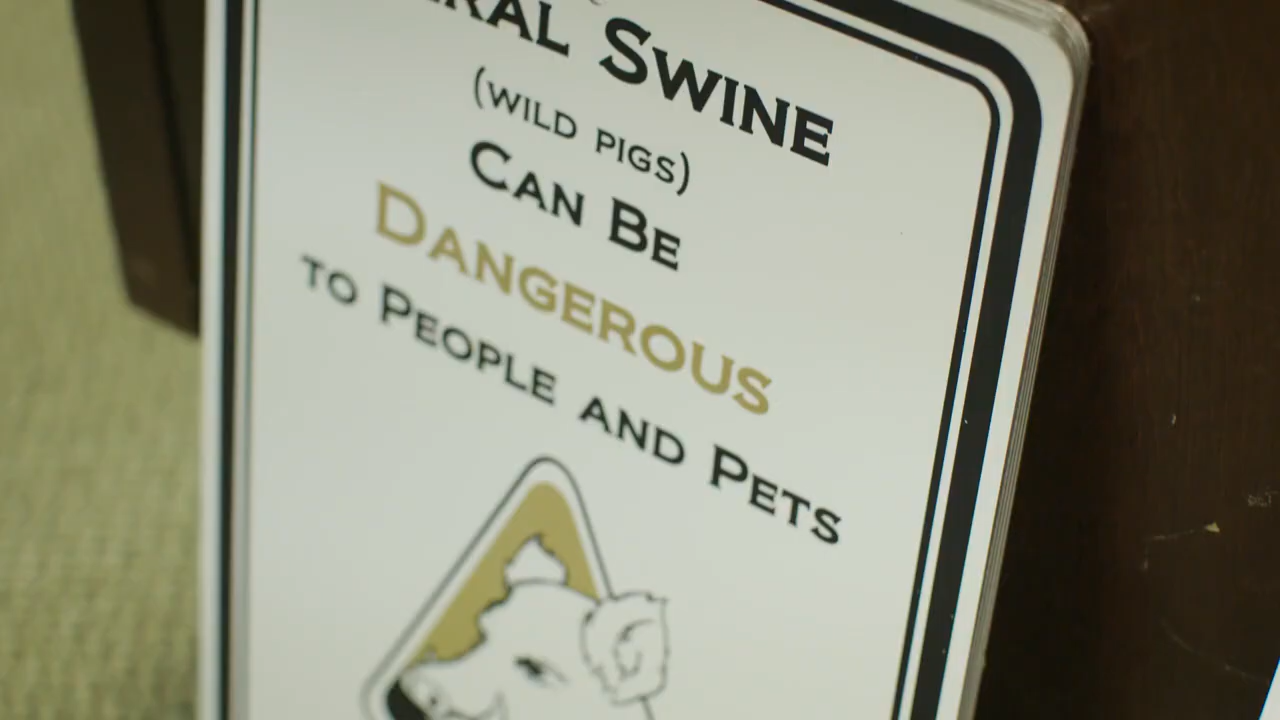 Swine
(wild pigs)
Can Be
Dangerous
to People and Pets